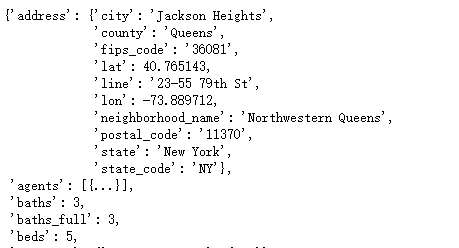 {'address': {'city': 'Jackson Heights',
'county': 'Queens',
'fips_code': '36081',
'lat': 40.765143,
'line': '23-55 79th St',
'lon': -73.889712,
'neighborhood_name': 'Northwestern Queens',
'postal_code': '11370',
'state': 'New York',
'state_code': 'NY'},
'agents': [{...}],
'baths': 3,
'baths_full': 3,
'beds': 5,